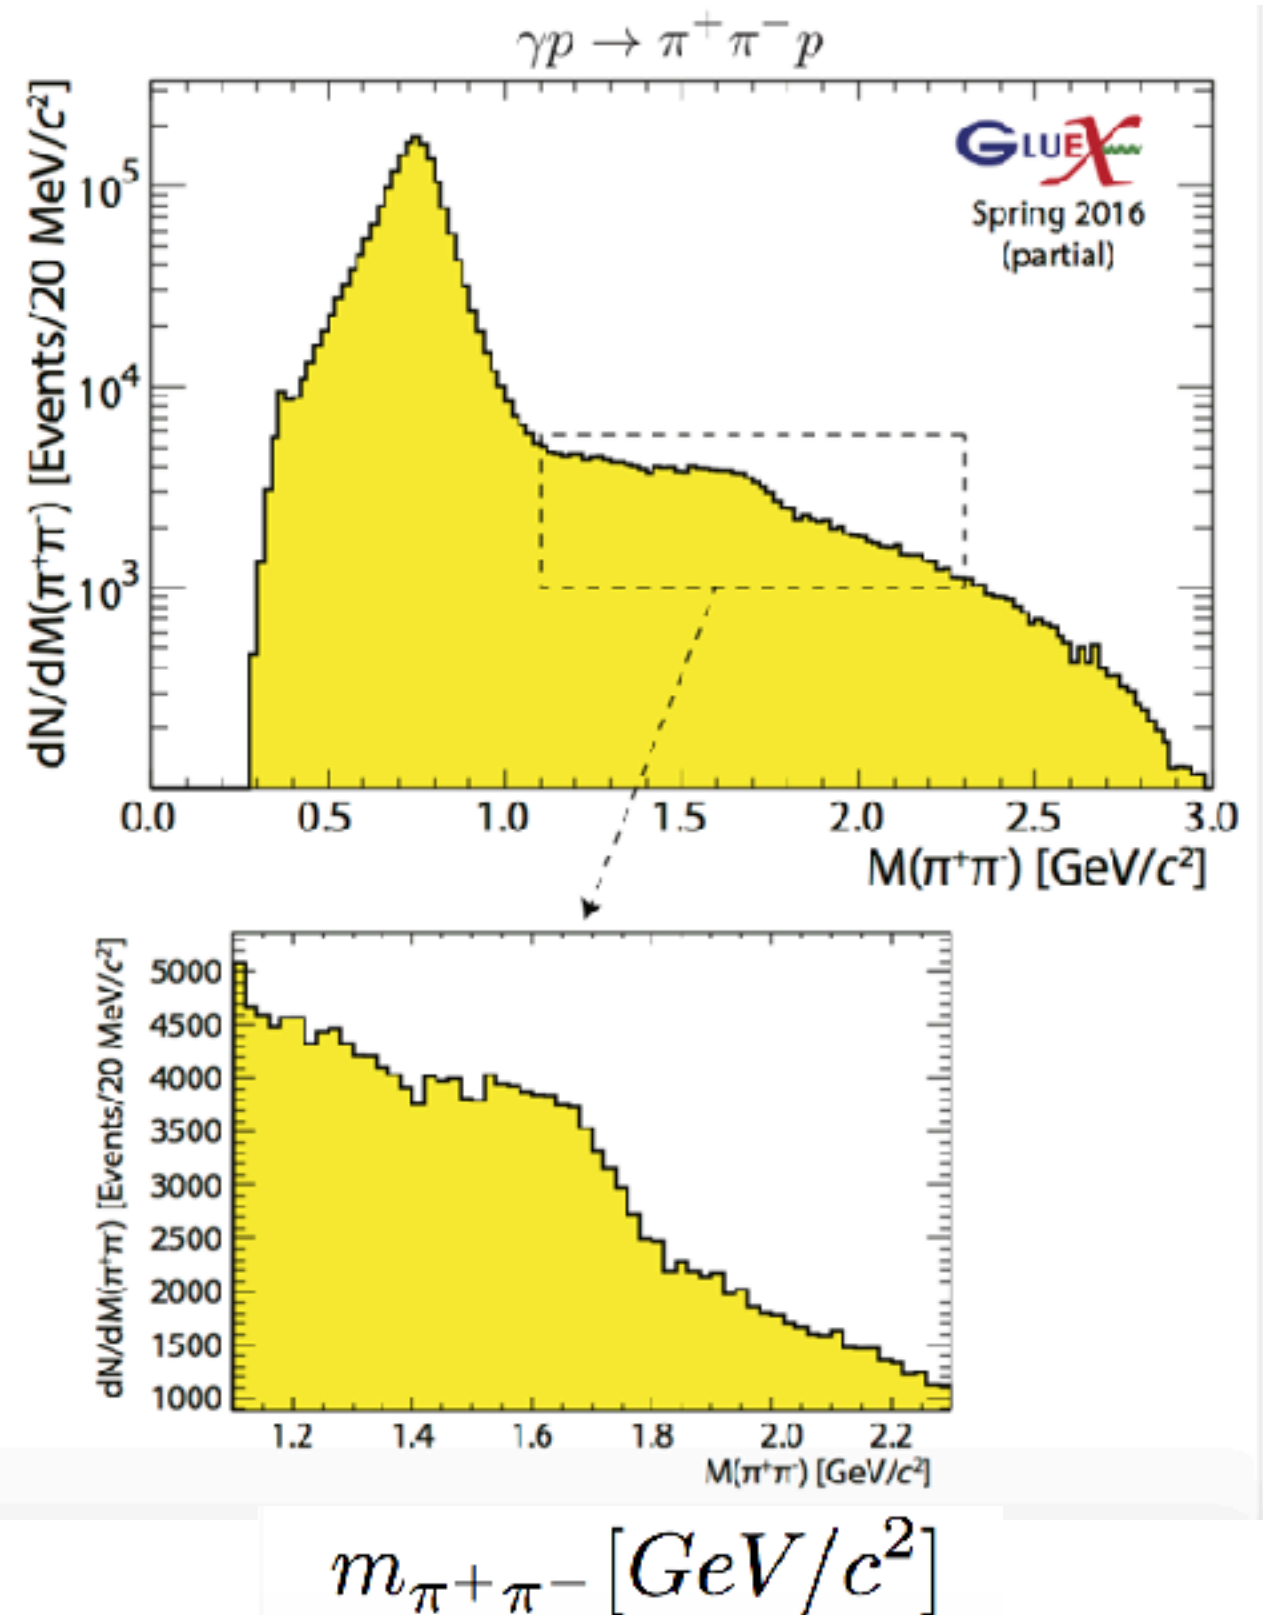 γp → π⁺π⁻p
dN/dM(π⁺π⁻) [Events/20 MeV/c²]
10⁵
10⁴
10³
GLUEX
Spring 2016
(partial)
0.0 0.5 1.0 1.5 2.0 2.5 3.0
M(π⁺π⁻) [GeV/c²]
dN/dM(π⁺π⁻) [Events/20 MeV/c²]
5000
4500
4000
3500
3000
2500
2000
1500
1000
1.2 1.4 1.6 1.8 2.0 2.2
M(π⁺π⁻) [GeV/c²]
m_{π+π−} [GeV/c²]